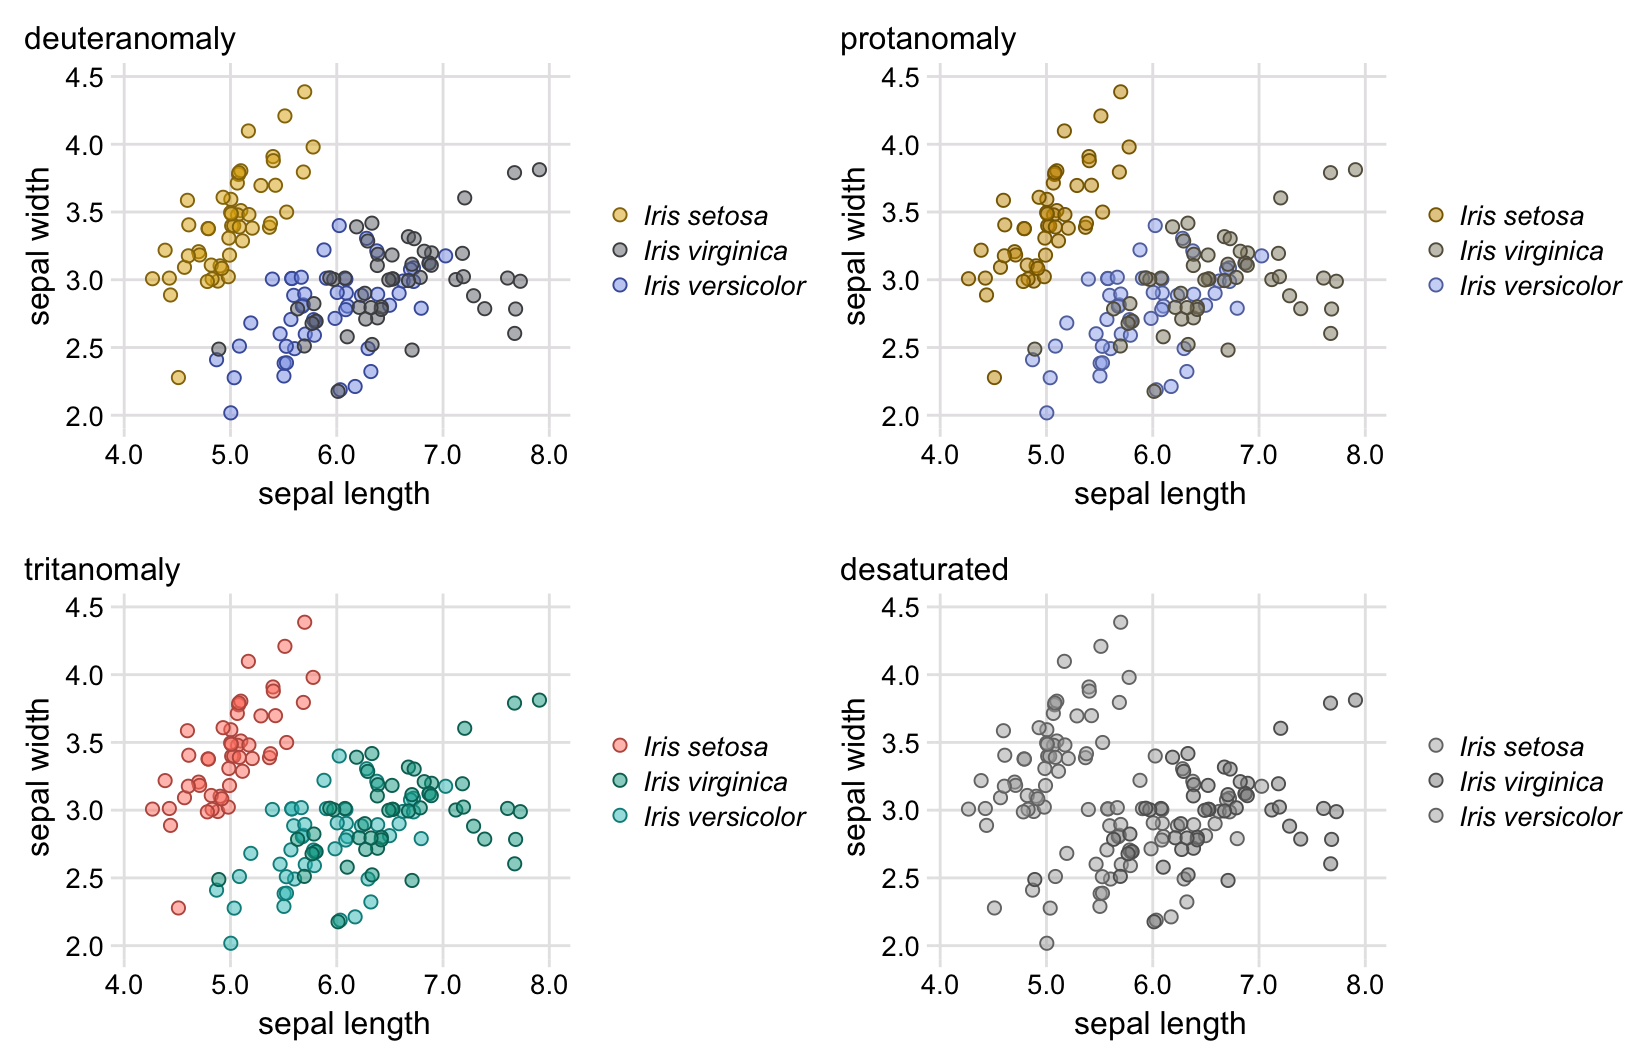 deuteranomaly
4.5
4.0
3.5
3.0
2.5
2.0
sepal width
4.0 5.0 6.0 7.0 8.0
sepal length
Iris setosa
Iris virginica
Iris versicolor
protanomaly
4.5
4.0
3.5
3.0
2.5
2.0
sepal width
4.0 5.0 6.0 7.0 8.0
sepal length
Iris setosa
Iris virginica
Iris versicolor
tritanomaly
4.5
4.0
3.5
3.0
2.5
2.0
sepal width
4.0 5.0 6.0 7.0 8.0
sepal length
Iris setosa
Iris virginica
Iris versicolor
desaturated
4.5
4.0
3.5
3.0
2.5
2.0
sepal width
4.0 5.0 6.0 7.0 8.0
sepal length
Iris setosa
Iris virginica
Iris versicolor